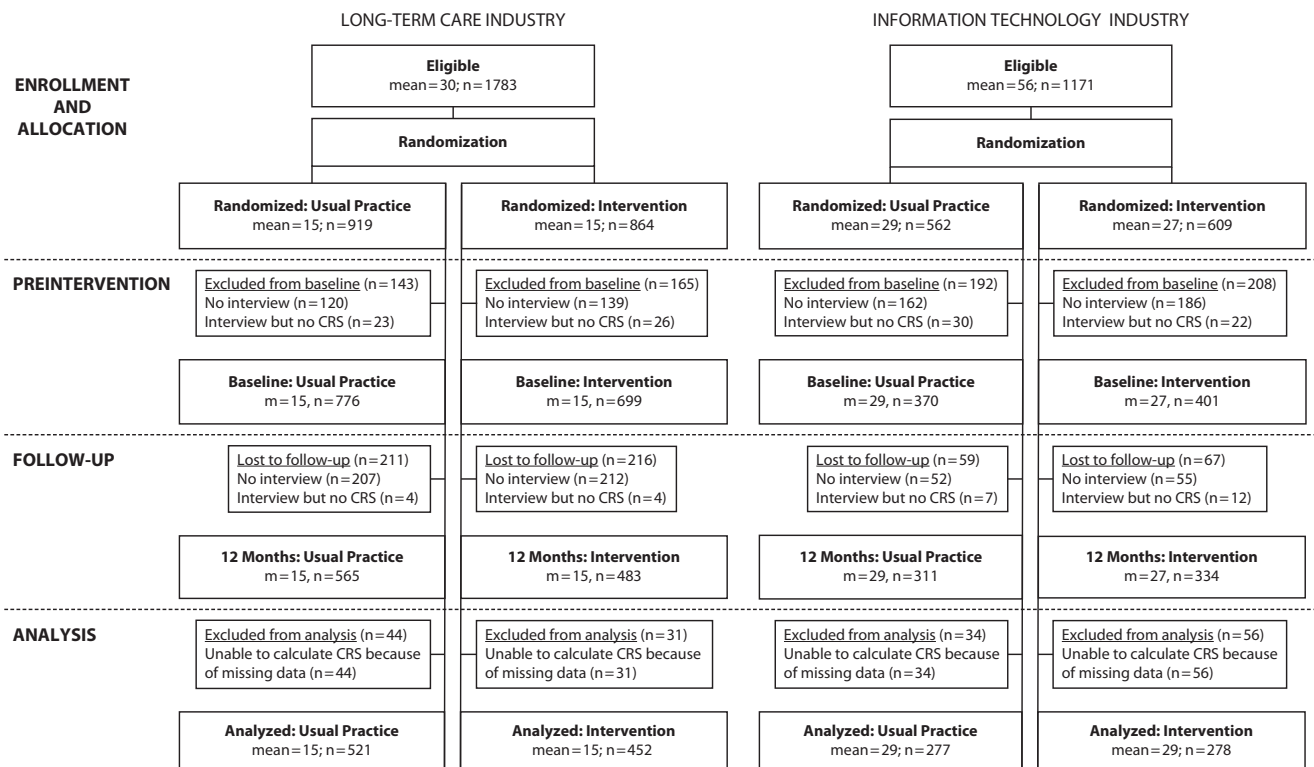 LONG-TERM CARE INDUSTRY
INFORMATION TECHNOLOGY INDUSTRY
ENROLLMENT
AND
ALLOCATION
Eligible
mean=30; n=1783
Eligible
mean=56; n=1171
Randomization
Randomization
Randomized: Usual Practice
mean=15; n=919
Randomized: Intervention
mean=15; n=864
Randomized: Usual Practice
mean=29; n=562
Randomized: Intervention
mean=27; n=609
PREINTERVENTION
Excluded from baseline (n=143)
No interview (n=120)
Interview but no CRS (n=23)
Excluded from baseline (n=165)
No interview (n=139)
Interview but no CRS (n=26)
Excluded from baseline (n=192)
No interview (n=162)
Interview but no CRS (n=30)
Excluded from baseline (n=208)
No interview (n=186)
Interview but no CRS (n=22)
Baseline: Usual Practice
m=15, n=776
Baseline: Intervention
m=15, n=699
Baseline: Usual Practice
m=29, n=370
Baseline: Intervention
m=27, n=401
FOLLOW-UP
Lost to follow-up (n=211)
No interview (n=207)
Interview but no CRS (n=4)
Lost to follow-up (n=216)
No interview (n=212)
Interview but no CRS (n=4)
Lost to follow-up (n=59)
No interview (n=52)
Interview but no CRS (n=7)
Lost to follow-up (n=67)
No interview (n=55)
Interview but no CRS (n=12)
12 Months: Usual Practice
m=15, n=565
12 Months: Intervention
m=15, n=483
12 Months: Usual Practice
m=29, n=311
12 Months: Intervention
m=27, n=334
ANALYSIS
Excluded from analysis (n=44)
Unable to calculate CRS because
of missing data (n=44)
Excluded from analysis (n=31)
Unable to calculate CRS because
of missing data (n=31)
Excluded from analysis (n=34)
Unable to calculate CRS because
of missing data (n=34)
Excluded from analysis (n=56)
Unable to calculate CRS because
of missing data (n=56)
Analyzed: Usual Practice
mean=15; n=521
Analyzed: Intervention
mean=15; n=452
Analyzed: Usual Practice
mean=29; n=277
Analyzed: Intervention
mean=29; n=278